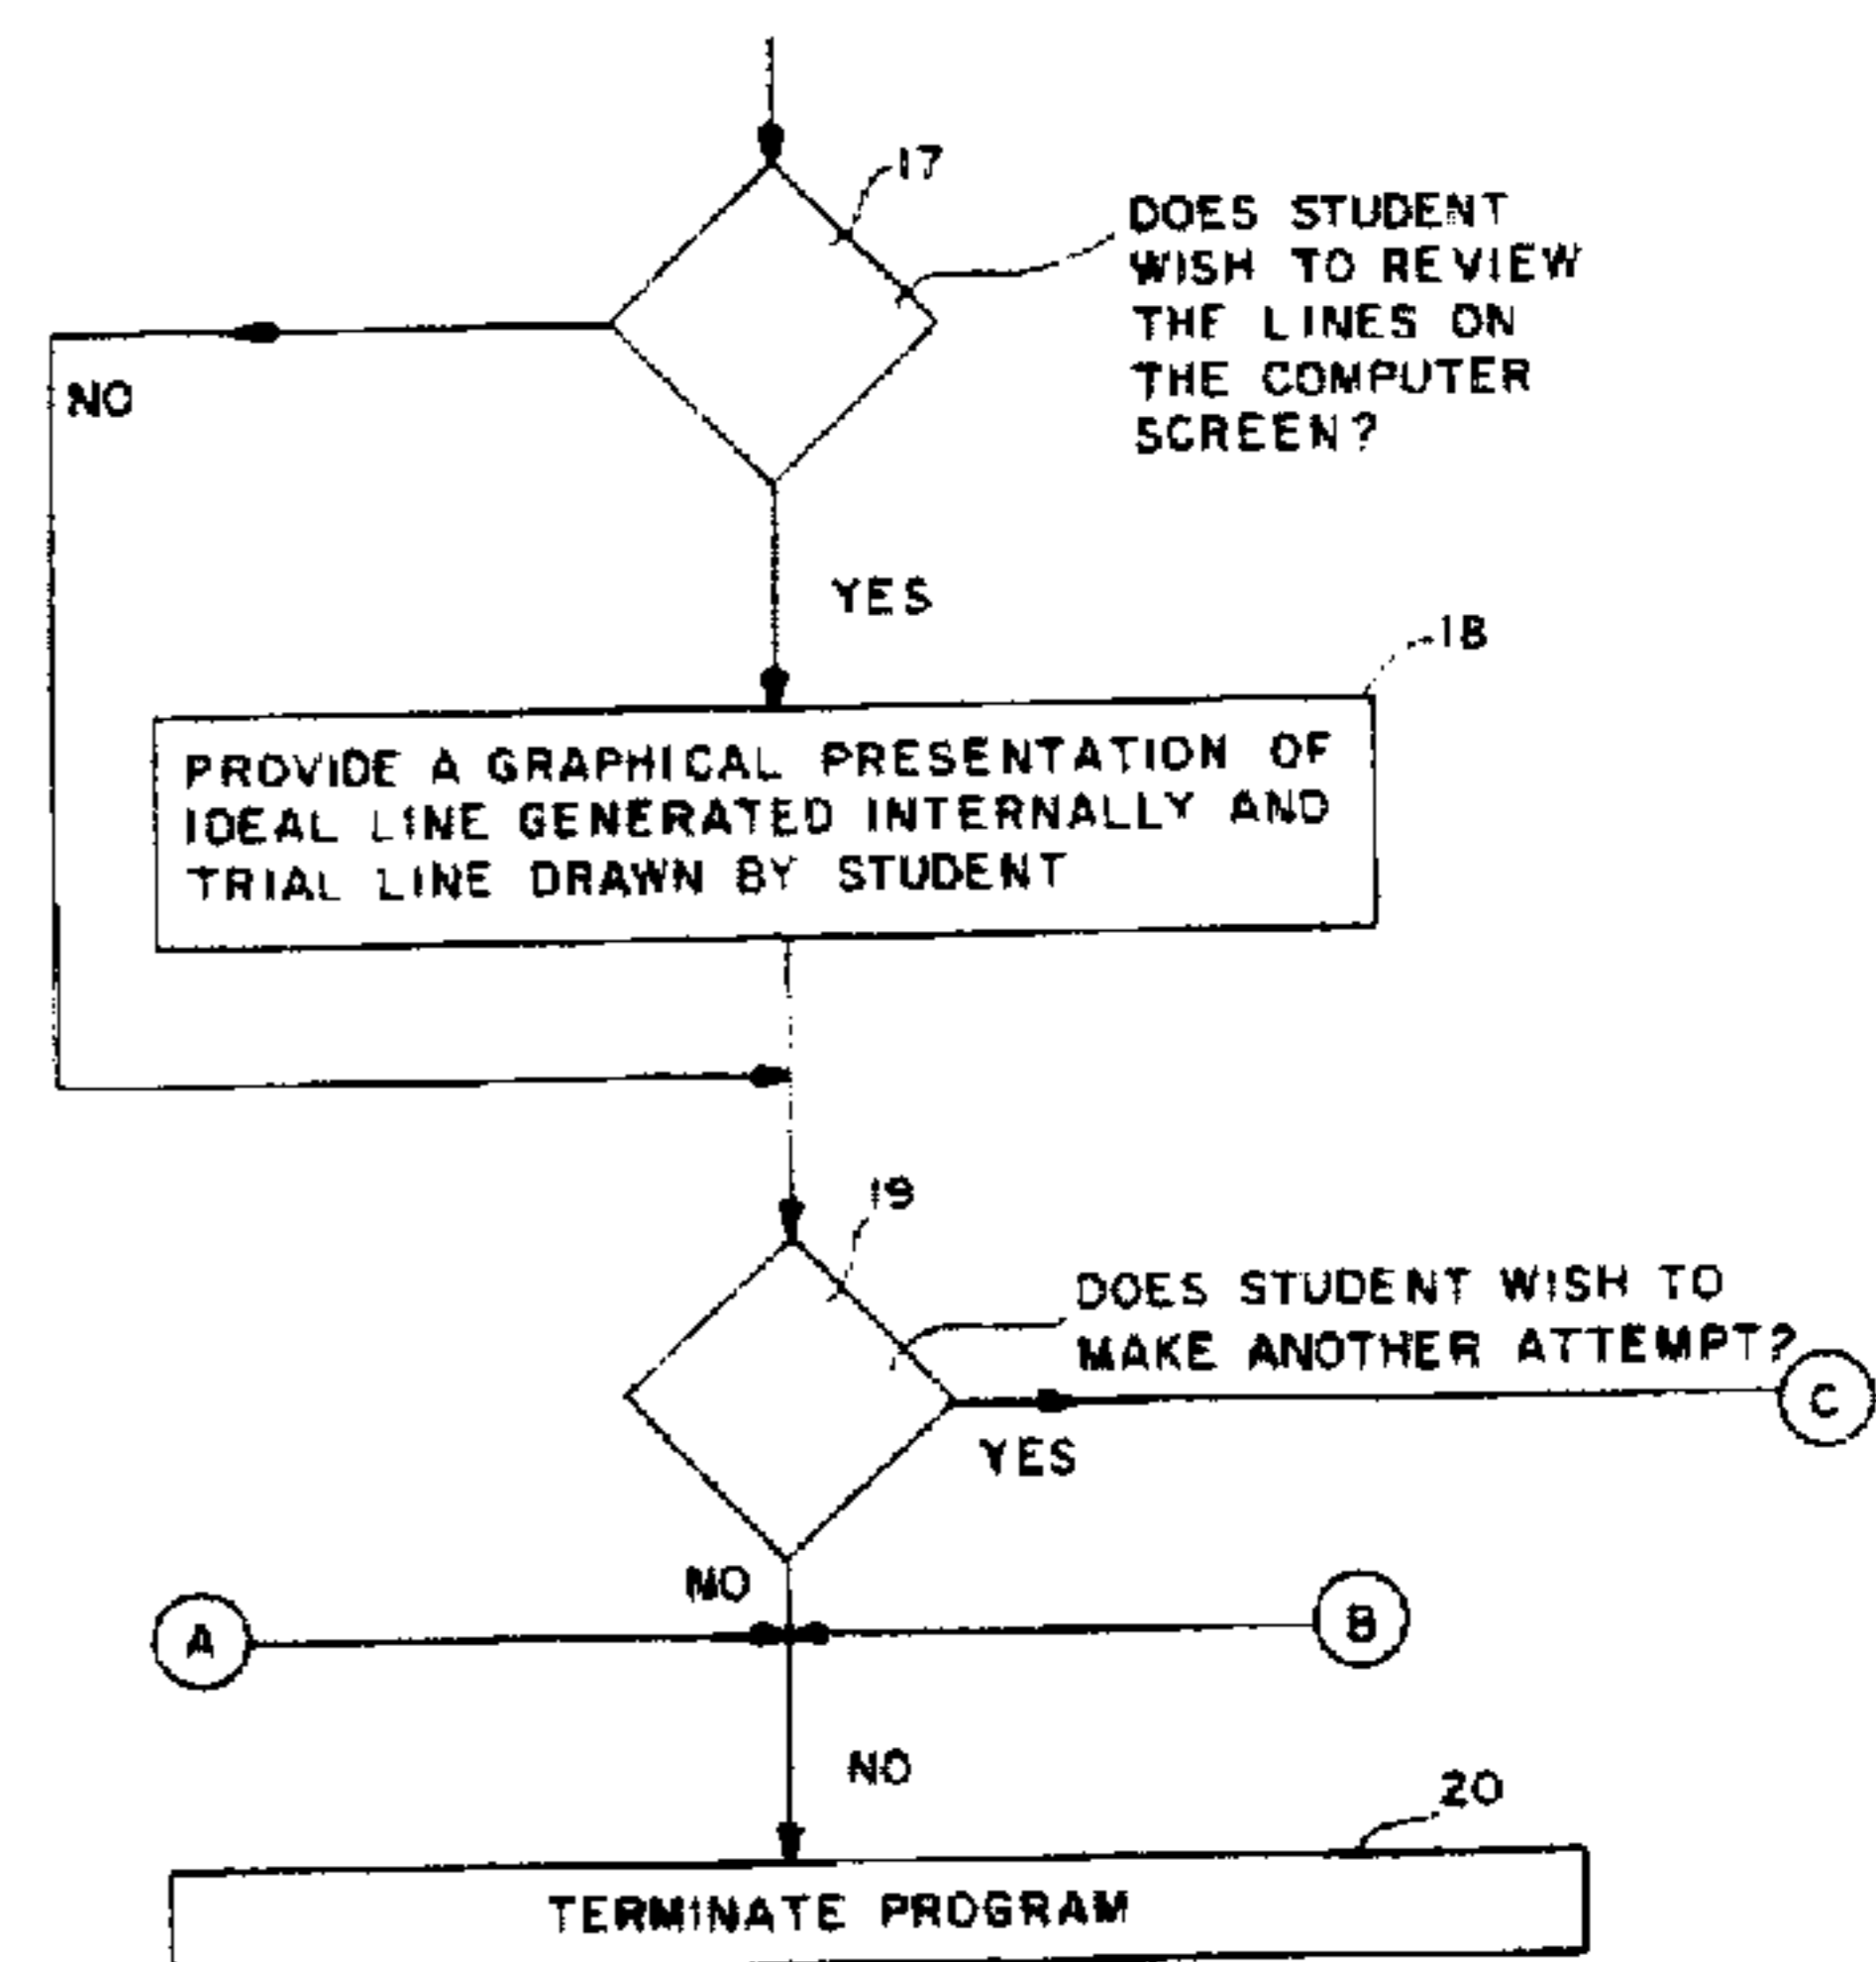 17
DOES STUDENT
WISH TO REVIEW
THE LINES ON
THE COMPUTER
SCREEN?
NO
YES
18
PROVIDE A GRAPHICAL PRESENTATION OF
IDEAL LINE GENERATED INTERNALLY AND
TRIAL LINE DRAWN BY STUDENT
19
DOES STUDENT WISH TO
MAKE ANOTHER ATTEMPT?
C
YES
NO
A
B
NO
20
TERMINATE PROGRAM